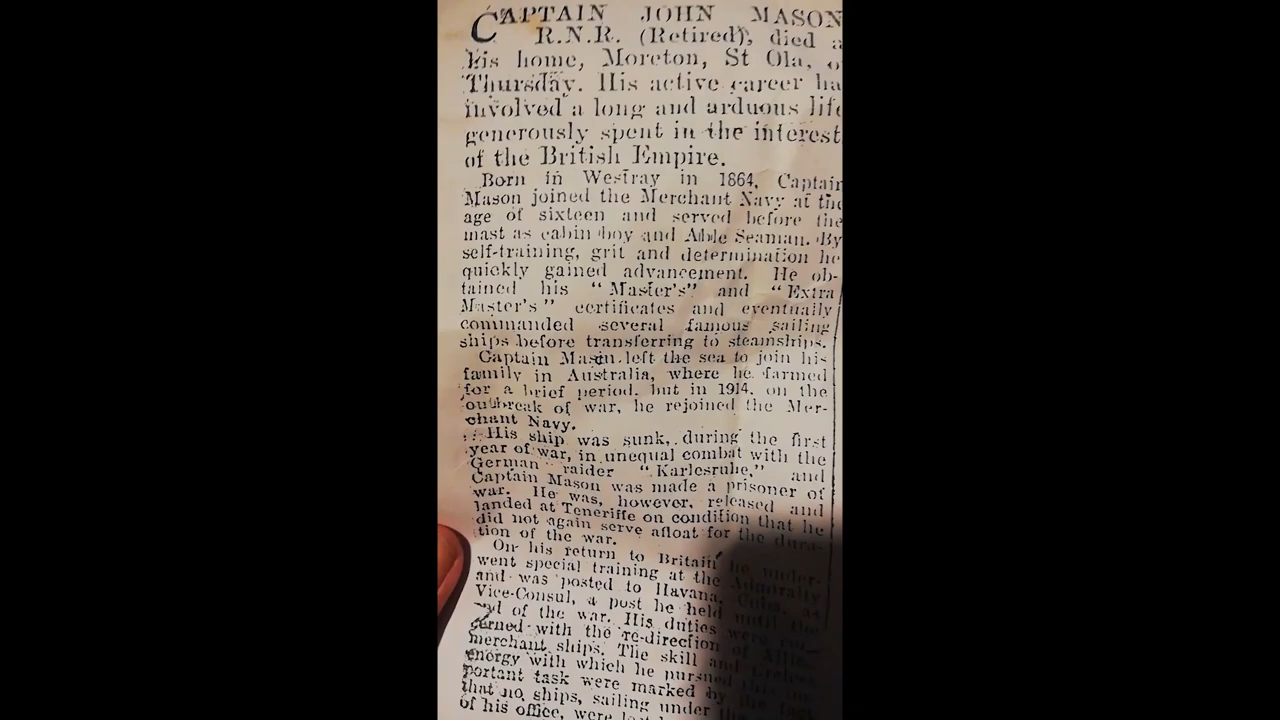 CAPTAIN JOHN MASON
R.N.R. (Retired), died a
his home, Moreton, St Ola, o
Thursday. His active career ha
involved a long and arduous life
generously spent in the interest
of the British Empire.
Born in Westray in 1864, Captain
Mason joined the Merchant Navy at the
age of sixteen and served before the
mast as cabin boy and Able Seaman. By
self-training, grit and determination he
quickly gained advancement. He ob-
tained his "Master's" and "Extra
Master's" certificates and eventually
commanded several famous sailing
ships before transferring to steamships.
Captain Mason left the sea to join his
family in Australia, where he farmed
for a brief period, but in 1914, on the
outbreak of war, he rejoined the Mer-
chant Navy.
His ship was sunk, during the first
year of war, in unequal combat with the
German raider "Karlesruhe," and
Captain Mason was made a prisoner of
war. He was, however, released and
landed at Teneriffe on condition that he
did not again serve afloat for the dura-
tion of the war.
On his return to Britain he under-
went special training at the Admiralty
and was posted to Havana, Cuba, as
Vice-Consul, a post he held until the
end of the war. His duties were con-
cerned with the re-direction of
merchant ships. The skill and
energy with which he pursued this im-
portant task were marked by the fact
that no ships, sailing under the
of his office, were lost